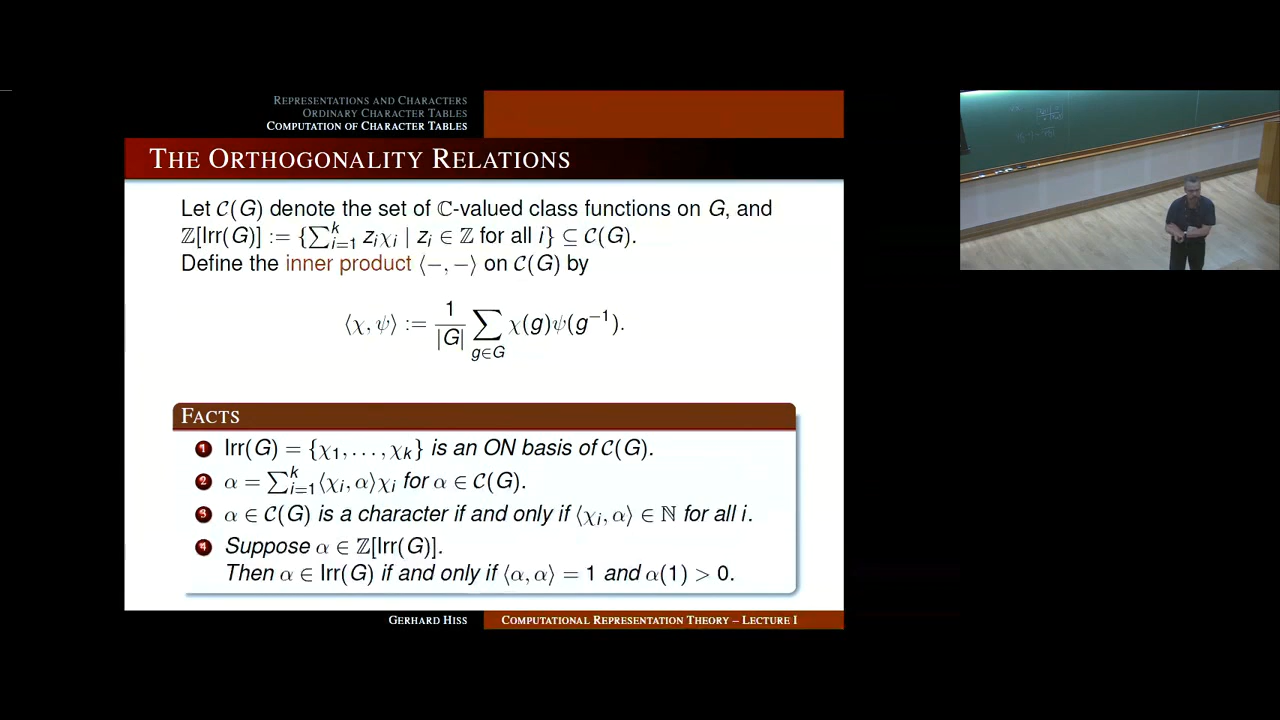 REPRESENTATIONS AND CHARACTERS
ORDINARY CHARACTER TABLES
COMPUTATION OF CHARACTER TABLES
THE ORTHOGONALITY RELATIONS
Let 𝒞(G) denote the set of ℂ-valued class functions on G, and
ℤ[Irr(G)] := {∑ᵏᵢ₌₁ zᵢχᵢ | zᵢ ∈ ℤ for all i} ⊆ 𝒞(G).
Define the inner product ⟨−, −⟩ on 𝒞(G) by
⟨χ, ψ⟩ := 1/|G| ∑_{g∈G} χ(g)ψ(g⁻¹).
FACTS
1 Irr(G) = {χ₁, . . . , χₖ} is an ON basis of 𝒞(G).
2 α = ∑ᵏᵢ₌₁⟨χᵢ, α⟩χᵢ for α ∈ 𝒞(G).
3 α ∈ 𝒞(G) is a character if and only if ⟨χᵢ, α⟩ ∈ ℕ for all i.
4 Suppose α ∈ ℤ[Irr(G)].
Then α ∈ Irr(G) if and only if ⟨α, α⟩ = 1 and α(1) > 0.
GERHARD HISS
COMPUTATIONAL REPRESENTATION THEORY – LECTURE I